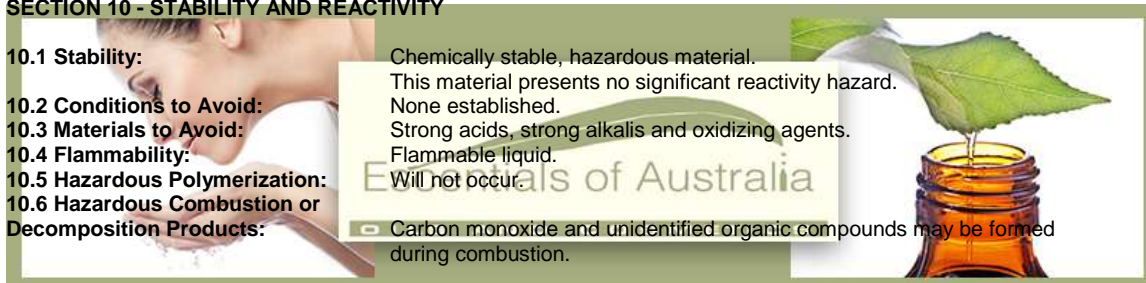 SECTION 10 - STABILITY AND REACTIVITY
10.1 Stability: Chemically stable, hazardous material.
This material presents no significant reactivity hazard.
10.2 Conditions to Avoid: None established.
10.3 Materials to Avoid: Strong acids, strong alkalis and oxidizing agents.
10.4 Flammability: Flammable liquid.
10.5 Hazardous Polymerization: Will not occur.
Essentials of Australia
10.6 Hazardous Combustion or
Decomposition Products: Carbon monoxide and unidentified organic compounds may be formed
during combustion.